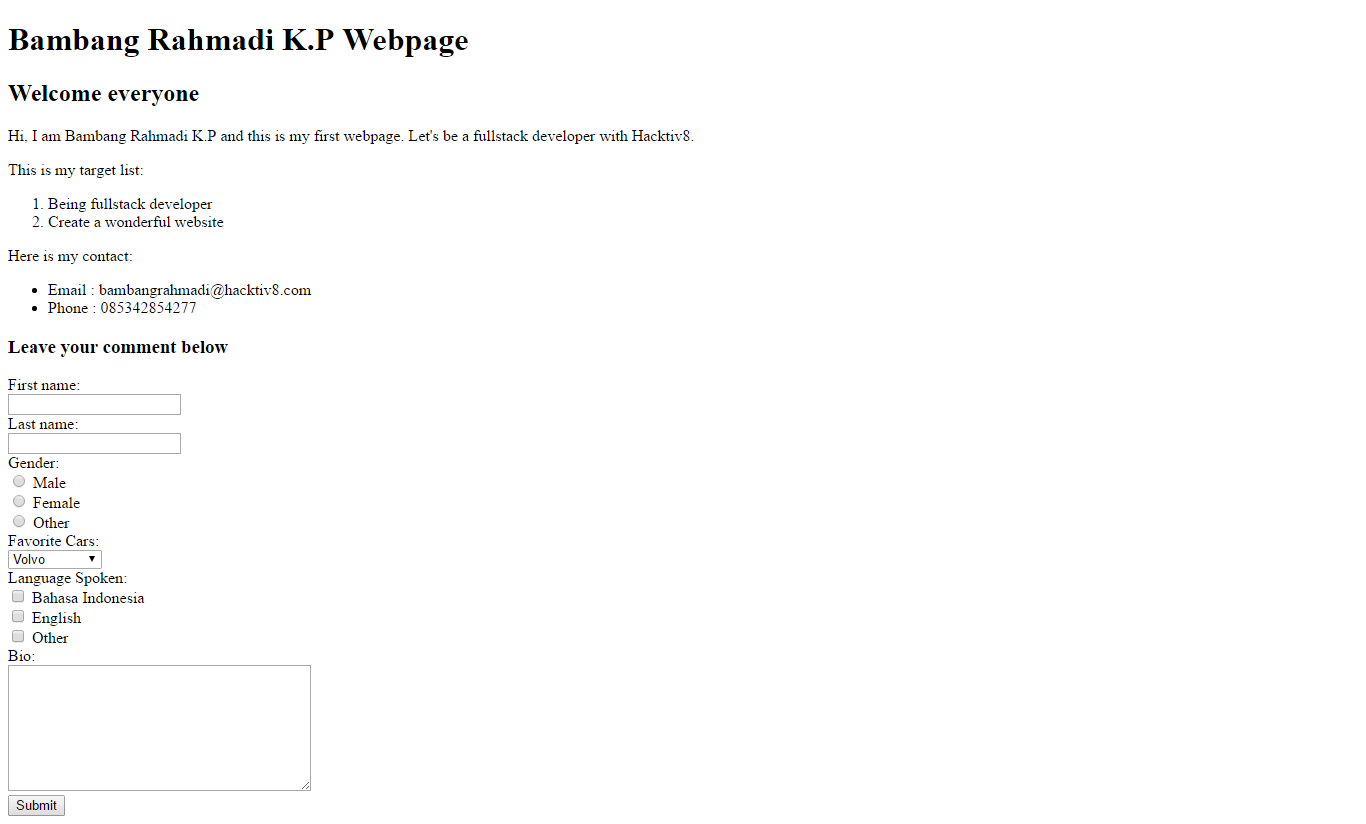 Bambang Rahmadi K.P Webpage
Welcome everyone
Hi, I am Bambang Rahmadi K.P and this is my first webpage. Let's be a fullstack developer with Hacktiv8.
This is my target list:
1. Being fullstack developer
2. Create a wonderful website
Here is my contact:
• Email : bambangrahmadi@hacktiv8.com
• Phone : 085342854277
Leave your comment below
First name:
Last name:
Gender:
Male
Female
Other
Favorite Cars:
Volvo
Language Spoken:
Bahasa Indonesia
English
Other
Bio:
Submit